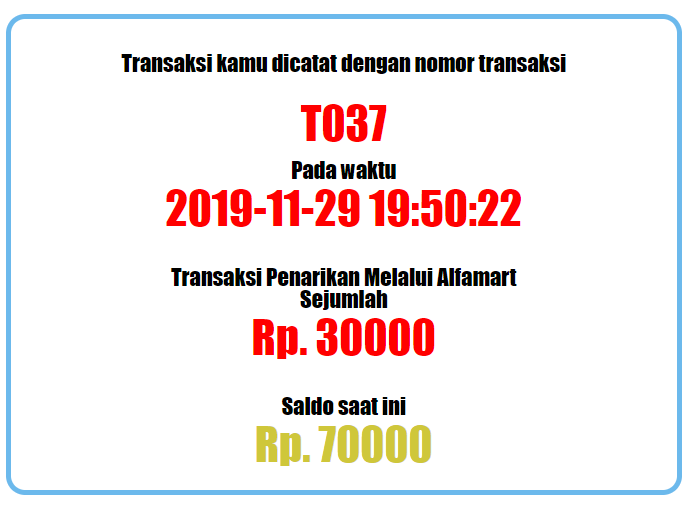 Transaksi kamu dicatat dengan nomor transaksi
T037
Pada waktu
2019-11-29 19:50:22
Transaksi Penarikan Melalui Alfamart
Sejumlah
Rp. 30000
Saldo saat ini
Rp. 70000